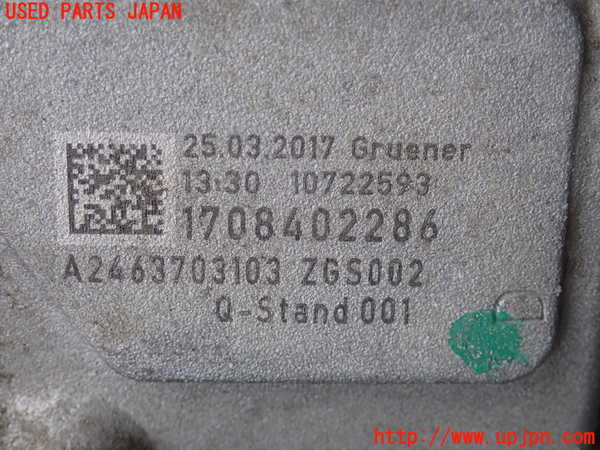 USED PARTS JAPAN
25.03.2017 Gruener
13:30 10722593
1708402286
A2463703103 ZGS002
Q-Stand 001
http://www.upjpn.com/